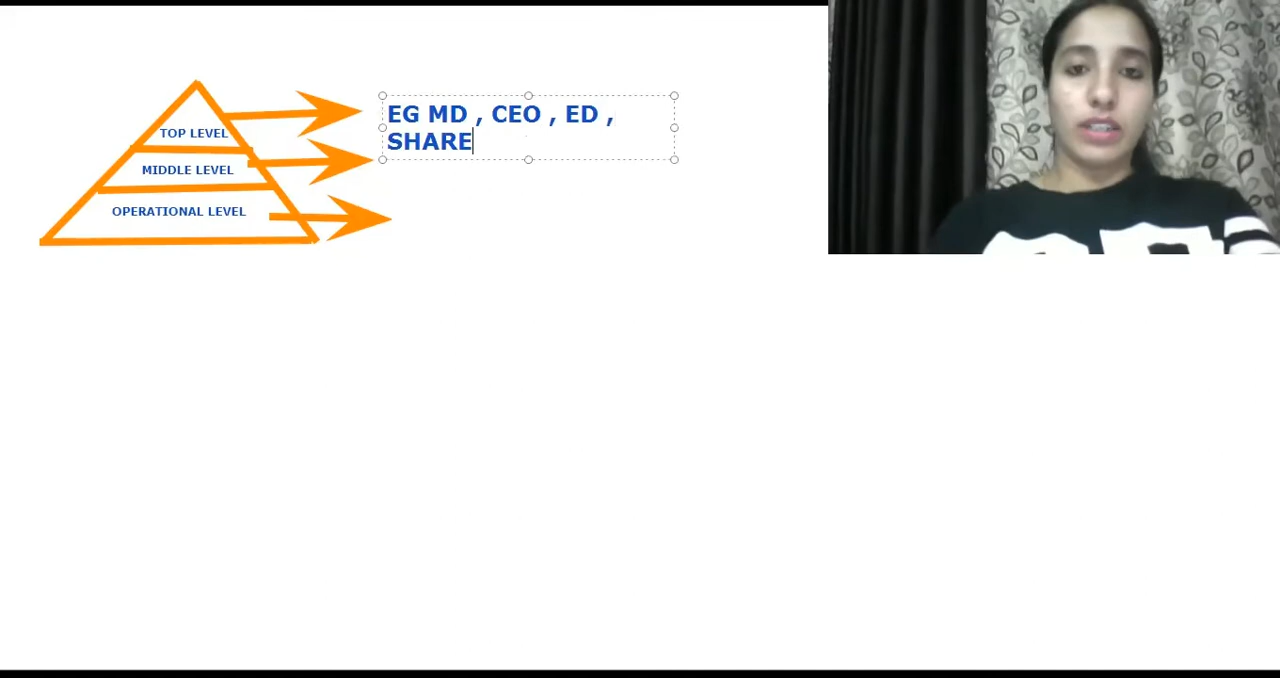 TOP LEVEL
MIDDLE LEVEL
OPERATIONAL LEVEL
EG MD , CEO , ED ,
SHARE